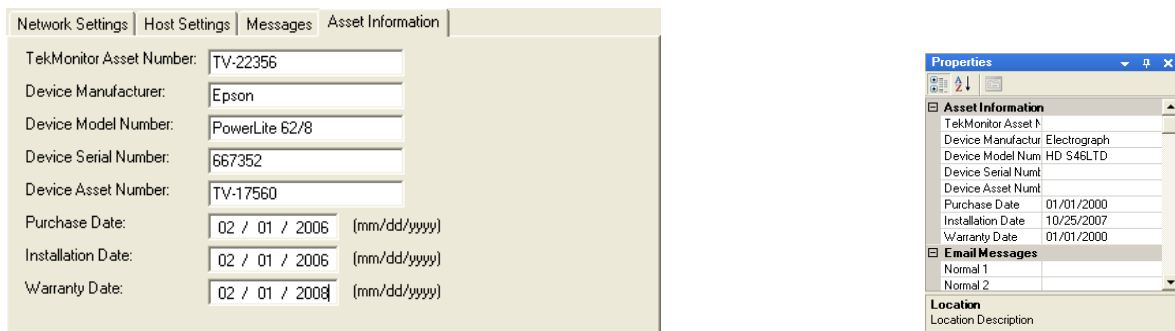 Network Settings Host Settings Messages Asset Information
TekMonitor Asset Number: TV-22356
Device Manufacturer: Epson
Device Model Number: PowerLite 62/8
Device Serial Number: 667352
Device Asset Number: TV-17560
Purchase Date: 02 / 01 / 2006 (mm/dd/yyyy)
Installation Date: 02 / 01 / 2006 (mm/dd/yyyy)
Warranty Date: 02 / 01 / 2008 (mm/dd/yyyy)
Properties
Asset Information
TekMonitor Asset N
Device Manufactur Electrograph
Device Model Num HD S46LTD
Device Serial Numb
Device Asset Numb
Purchase Date 01/01/2000
Installation Date 10/25/2007
Warranty Date 01/01/2000
Email Messages
Normal 1
Normal 2
Location
Location Description